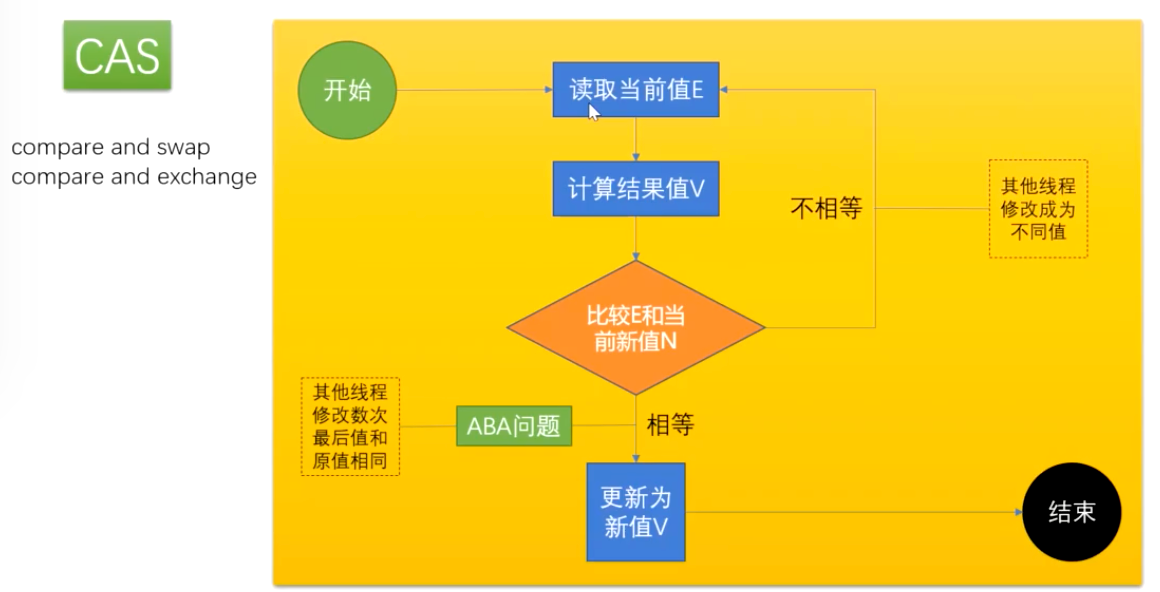 CAS
compare and swap
compare and exchange
开始
读取当前值E
计算结果值V
不相等
其他线程
修改成为
不同值
比较E和当
前新值N
其他线程
修改数次
最后值和
原值相同
ABA问题
相等
更新为
新值V
结束